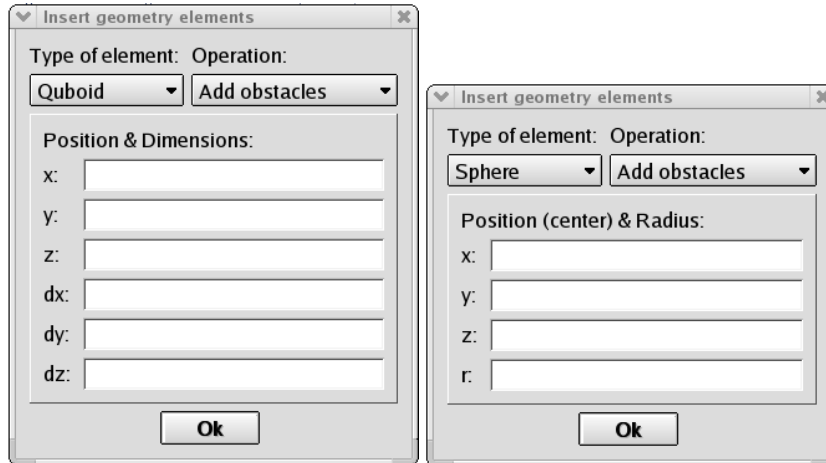 Insert geometry elements
Type of element: Operation:
Quboid Add obstacles
Position & Dimensions:
x:
y:
z:
dx:
dy:
dz:
Ok
Insert geometry elements
Type of element: Operation:
Sphere Add obstacles
Position (center) & Radius:
x:
y:
z:
r:
Ok